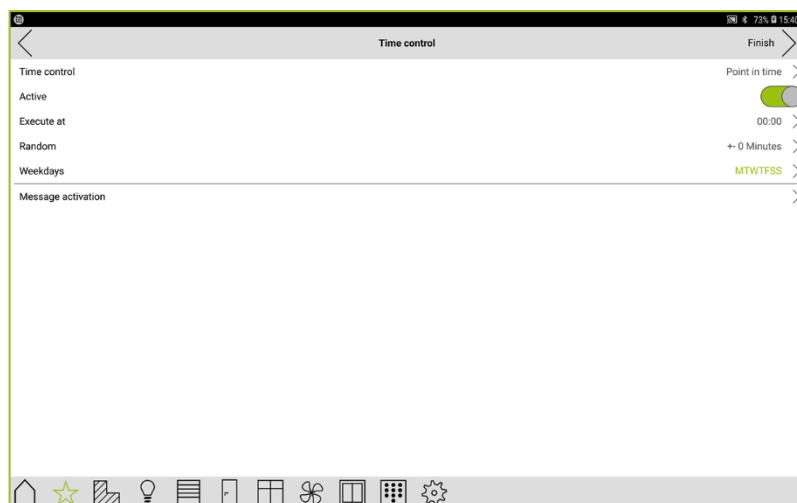 73% 15:40
Time control
Finish
Time control
Point in time
Active
Execute at
00:00
Random
+- 0 Minutes
Weekdays
MTWTFSS
Message activation